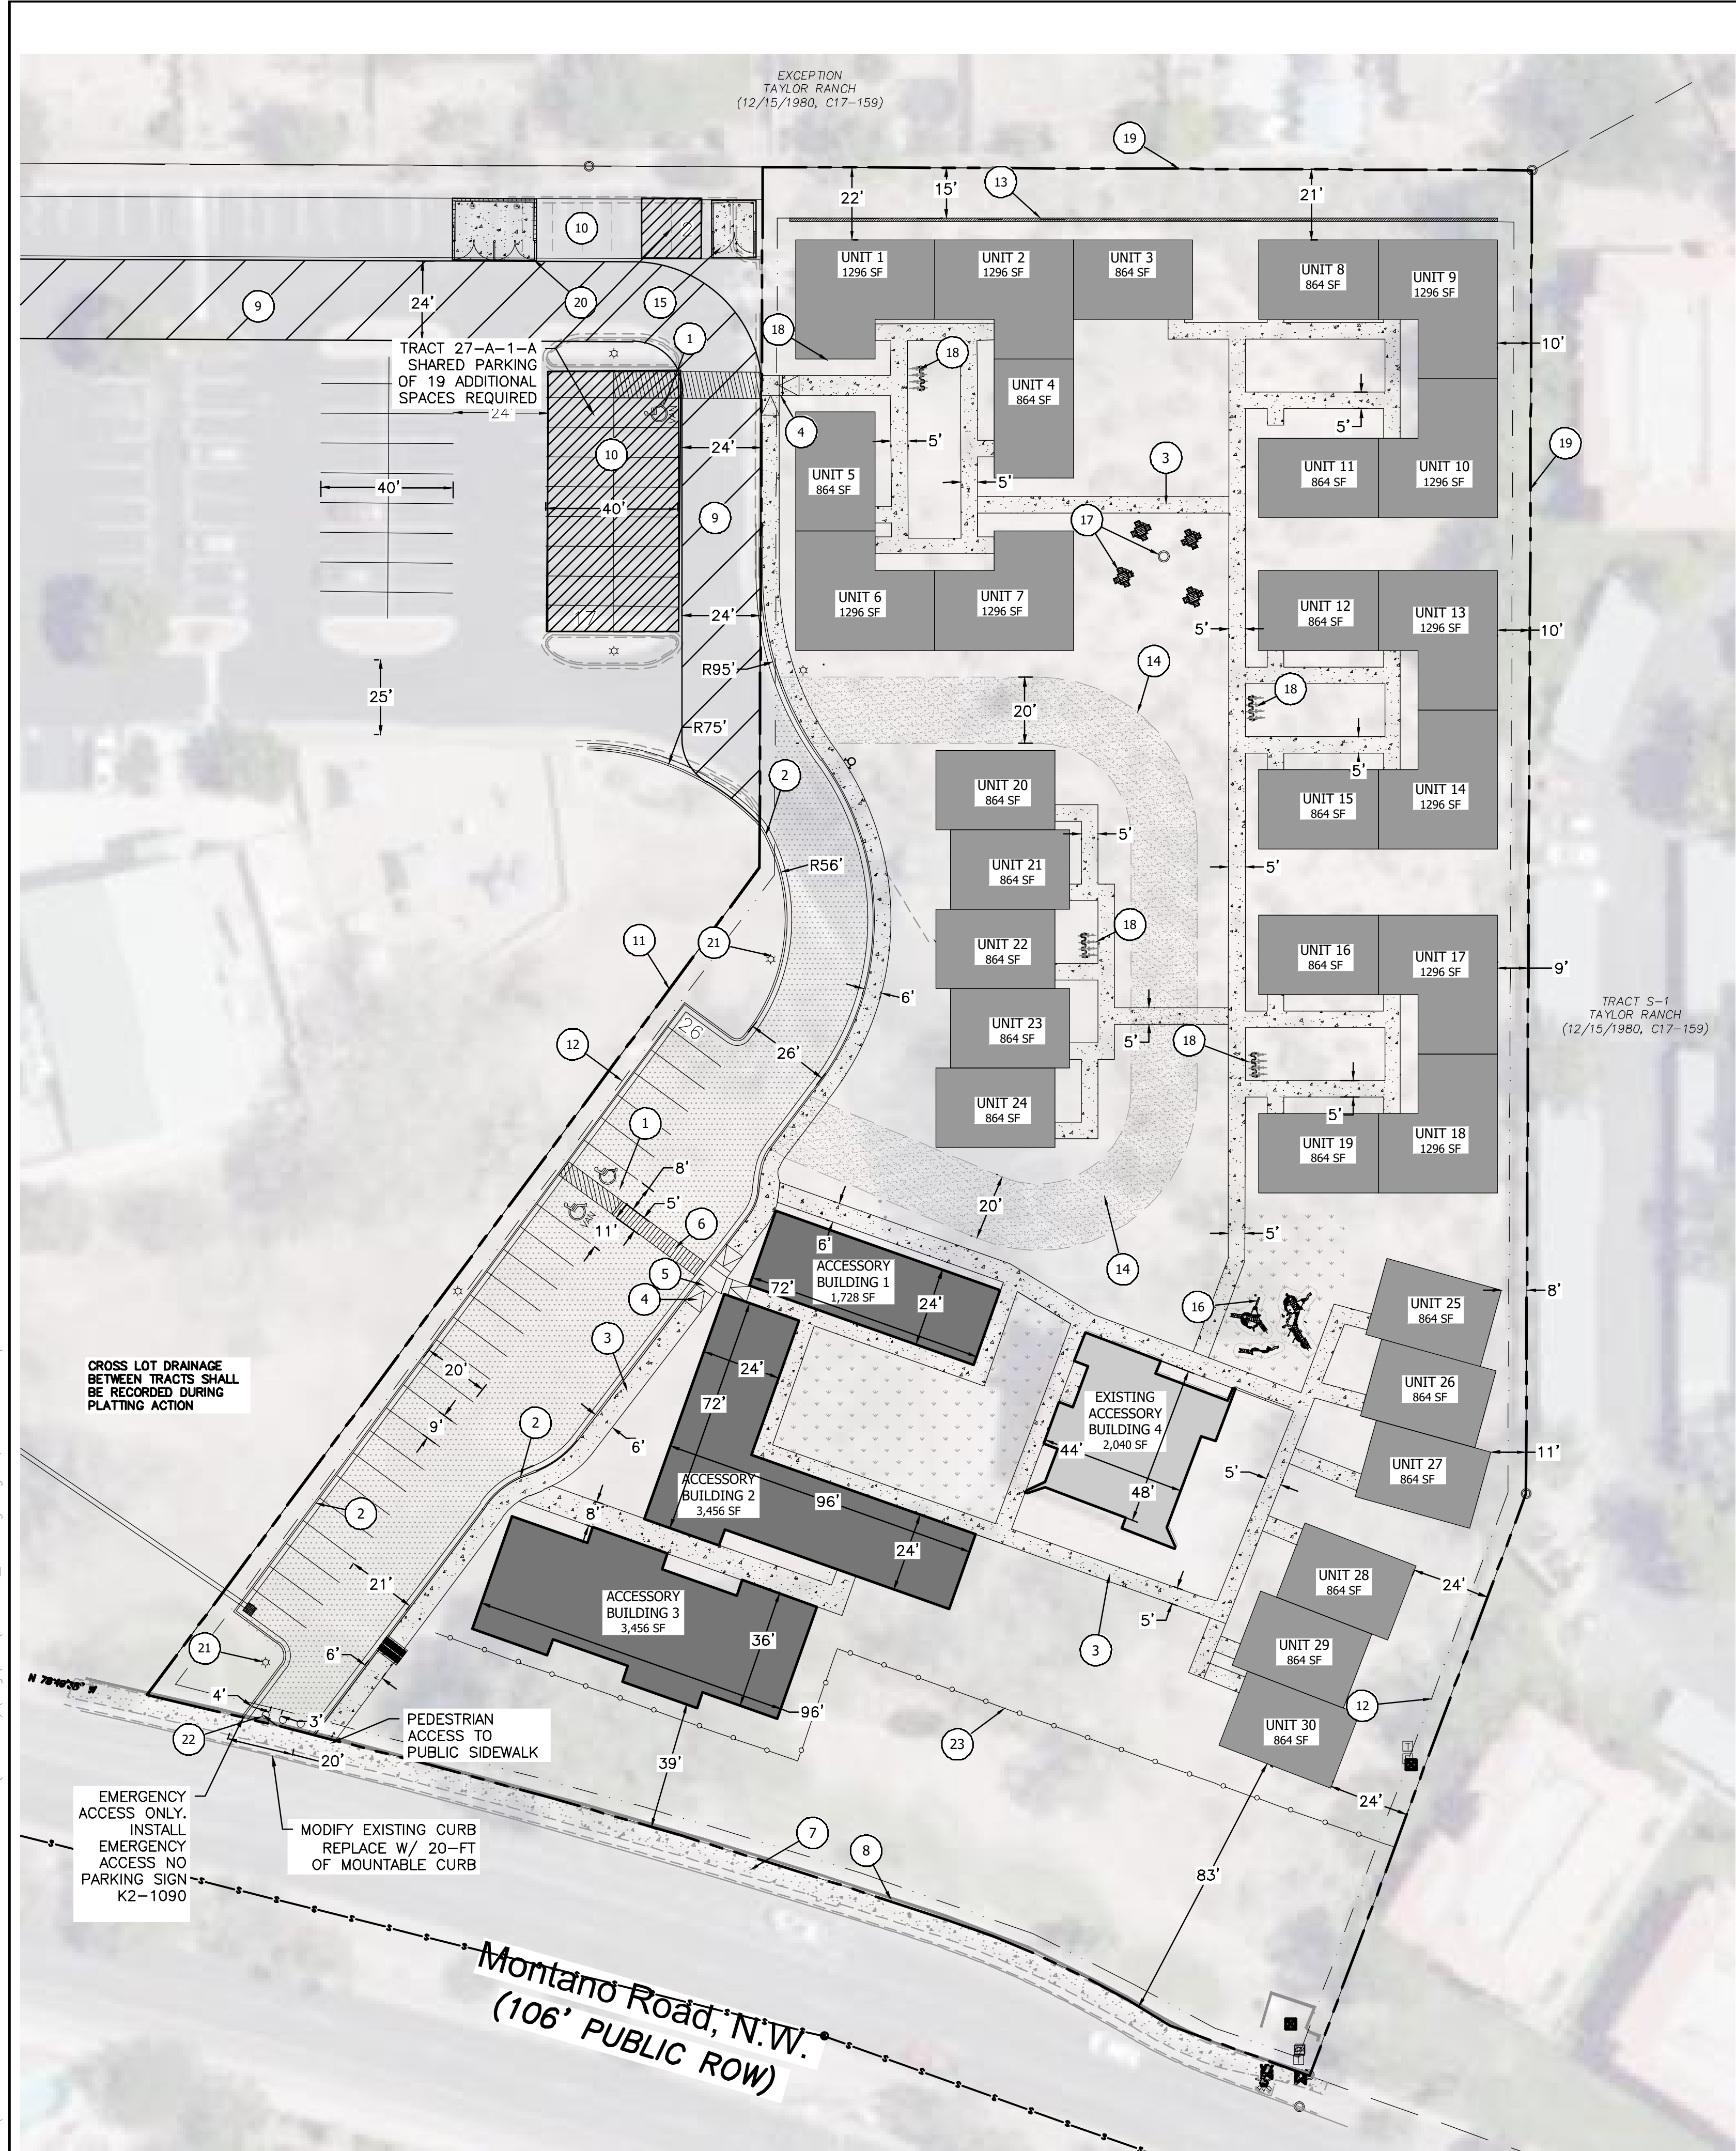 EXCEPTION
TAYLOR RANCH
(12/15/1980, C17-159)
19
22'
15'
13
21'
10
2
UNIT 1
1296 SF
UNIT 2
1296 SF
UNIT 3
864 SF
UNIT 8
864 SF
UNIT 9
1296 SF
9
24'
20
15
1
18
18
10'
TRACT 27-A-1-A
SHARED PARKING
OF 19 ADDITIONAL
SPACES REQUIRED
24'
UNIT 4
864 SF
VAN
4
5'
5'
19
24'
10
UNIT 5
864 SF
5'
3
UNIT 11
864 SF
UNIT 10
1296 SF
40'
40'
9
17
UNIT 6
1296 SF
UNIT 7
1296 SF
UNIT 12
864 SF
UNIT 13
1296 SF
17
24'
5'
10'
R95'
14
25'
18
20'
R75'
5'
2
UNIT 20
864 SF
UNIT 15
864 SF
UNIT 14
1296 SF
5'
R56'
UNIT 21
864 SF
5'
11
21
UNIT 22
864 SF
18
UNIT 16
864 SF
UNIT 17
1296 SF
9'
6'
TRACT S-1
TAYLOR RANCH
(12/15/1980, C17-159)
26
12
26'
UNIT 23
864 SF
5'
18
UNIT 24
864 SF
5'
1
UNIT 19
864 SF
UNIT 18
1296 SF
8'
5'
VAN
11'
6
20'
5'
6'
5
4
ACCESSORY
BUILDING 1
1,728 SF
72'
24'
14
8'
16
UNIT 25
864 SF
3
CROSS LOT DRAINAGE
BETWEEN TRACTS SHALL
BE RECORDED DURING
PLATTING ACTION
20'
24'
72'
EXISTING
ACCESSORY
BUILDING 4
2,040 SF
UNIT 26
864 SF
9'
2
6'
44'
11'
UNIT 27
864 SF
5'
ACCESSORY
BUILDING 2
3,456 SF
96'
48'
2
8'
24'
21'
UNIT 28
864 SF
24'
ACCESSORY
BUILDING 3
3,456 SF
5'
36'
3
UNIT 29
864 SF
21
6'
4'
3'
96'
12
22
PEDESTRIAN
ACCESS TO
PUBLIC SIDEWALK
23
UNIT 30
864 SF
T
20'
39'
24'
EMERGENCY
ACCESS ONLY.
INSTALL
EMERGENCY
ACCESS NO
PARKING SIGN
K2-1090
MODIFY EXISTING CURB
REPLACE W/ 20-FT
OF MOUNTABLE CURB
7
8
83'
Montano Road, N.W.
(106' PUBLIC ROW)
T